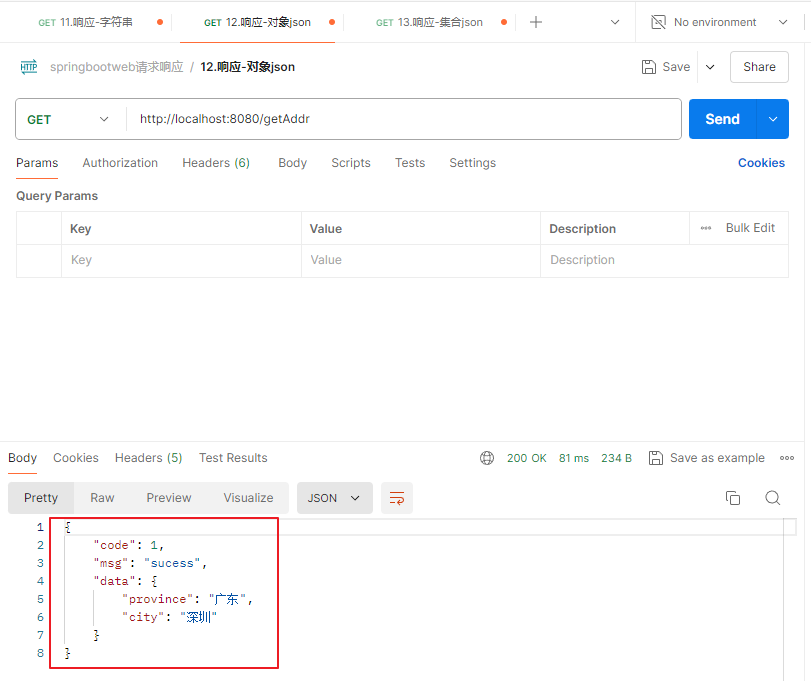 GET 11.响应-字符串 GET 12.响应-对象json GET 13.响应-集合json No environment
HTTP springbootweb请求响应 / 12.响应-对象json Save Share
GET http://localhost:8080/getAddr Send
Params Authorization Headers (6) Body Scripts Tests Settings Cookies
Query Params
Key Value Description Bulk Edit
Key Value Description
Body Cookies Headers (5) Test Results 200 OK 81 ms 234 B Save as example
Pretty Raw Preview Visualize JSON
1 {
2 "code": 1,
3 "msg": "sucess",
4 "data": {
5 "province": "广东",
6 "city": "深圳"
7 }
8 }